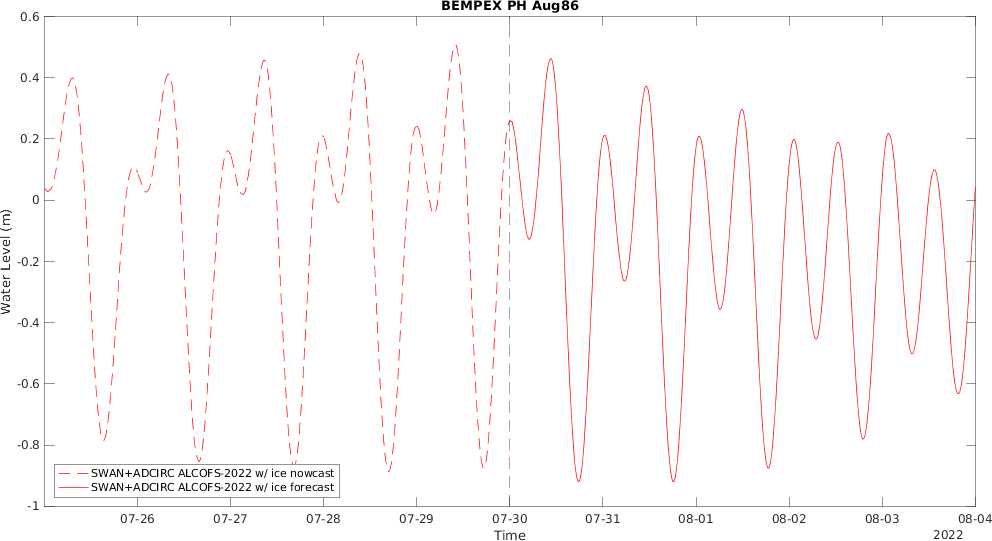 BEMPEX PH Aug86
0.6
0.4
0.2
0
-0.2
-0.4
-0.6
-0.8
-1
Water Level (m)
SWAN+ADCIRC ALCOFS-2022 w/ ice nowcast
SWAN+ADCIRC ALCOFS-2022 w/ ice forecast
07-26 07-27 07-28 07-29 07-30 07-31 08-01 08-02 08-03 08-04
Time
2022